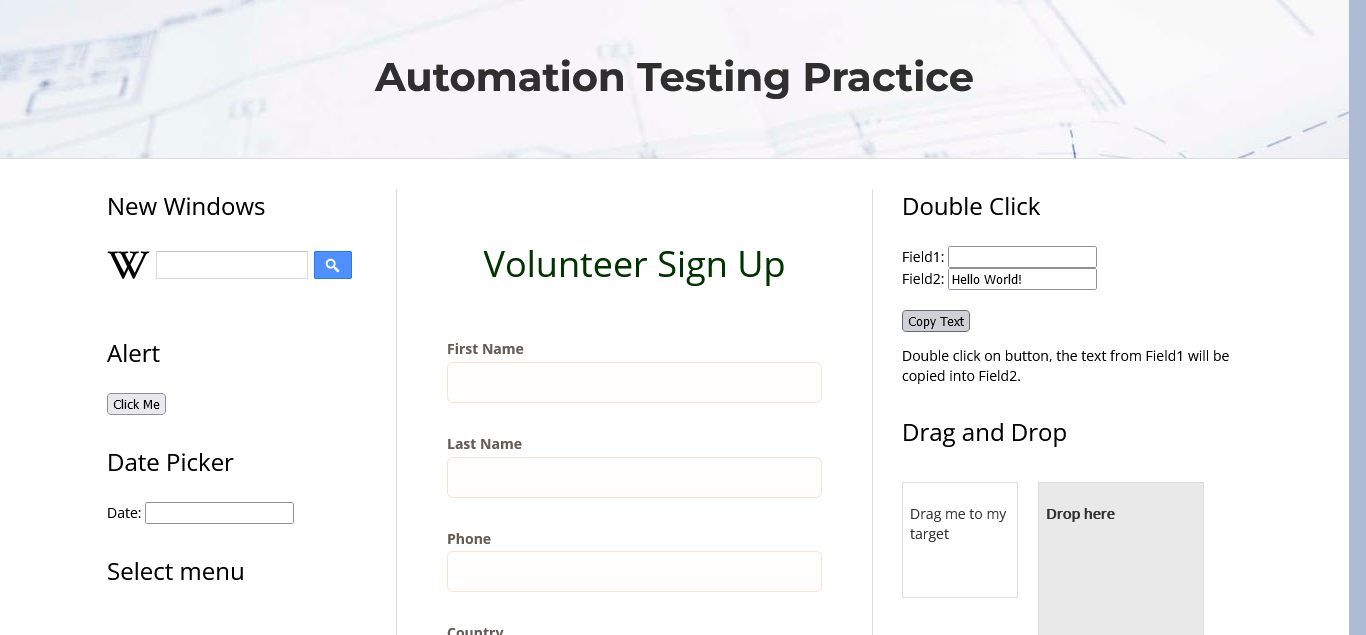 Automation Testing Practice
New Windows
W
Alert
Click Me
Date Picker
Date:
Select menu
Volunteer Sign Up
First Name
Last Name
Phone
Country
Double Click
Field1:
Field2: Hello World!
Copy Text
Double click on button, the text from Field1 will be
copied into Field2.
Drag and Drop
Drag me to my
target
Drop here